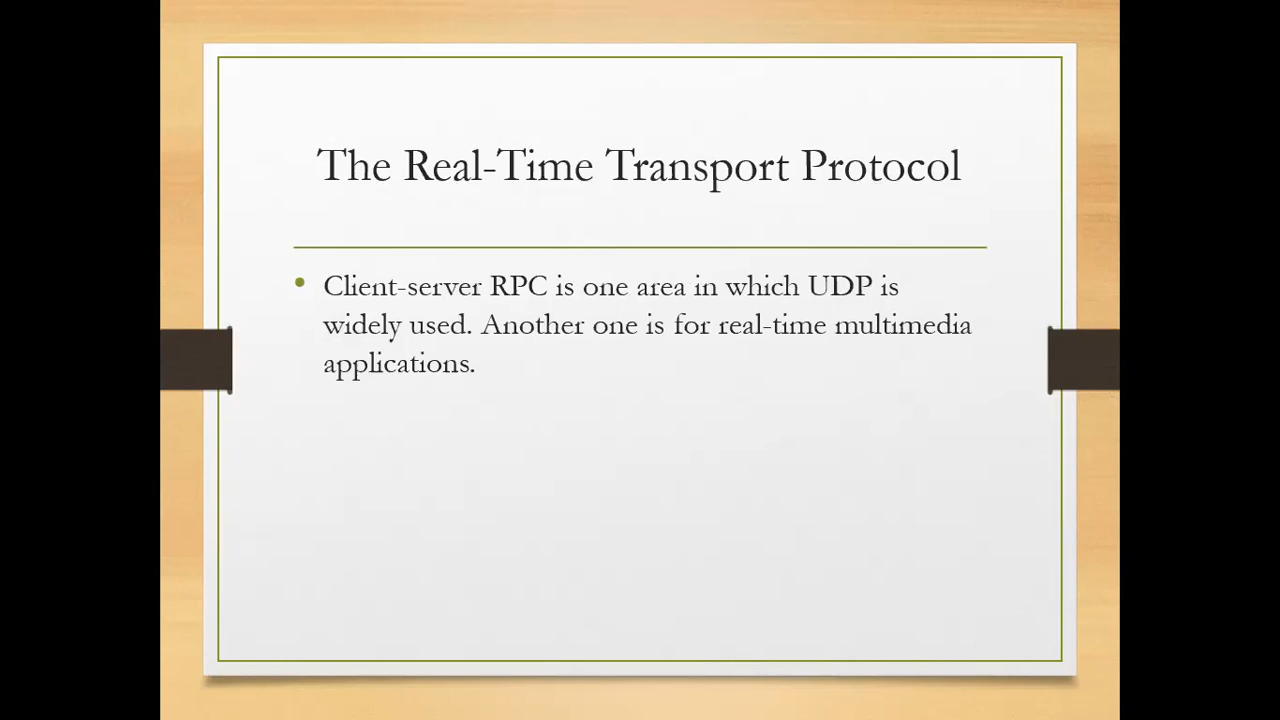 The Real-Time Transport Protocol
Client-server RPC is one area in which UDP is
widely used. Another one is for real-time multimedia
applications.